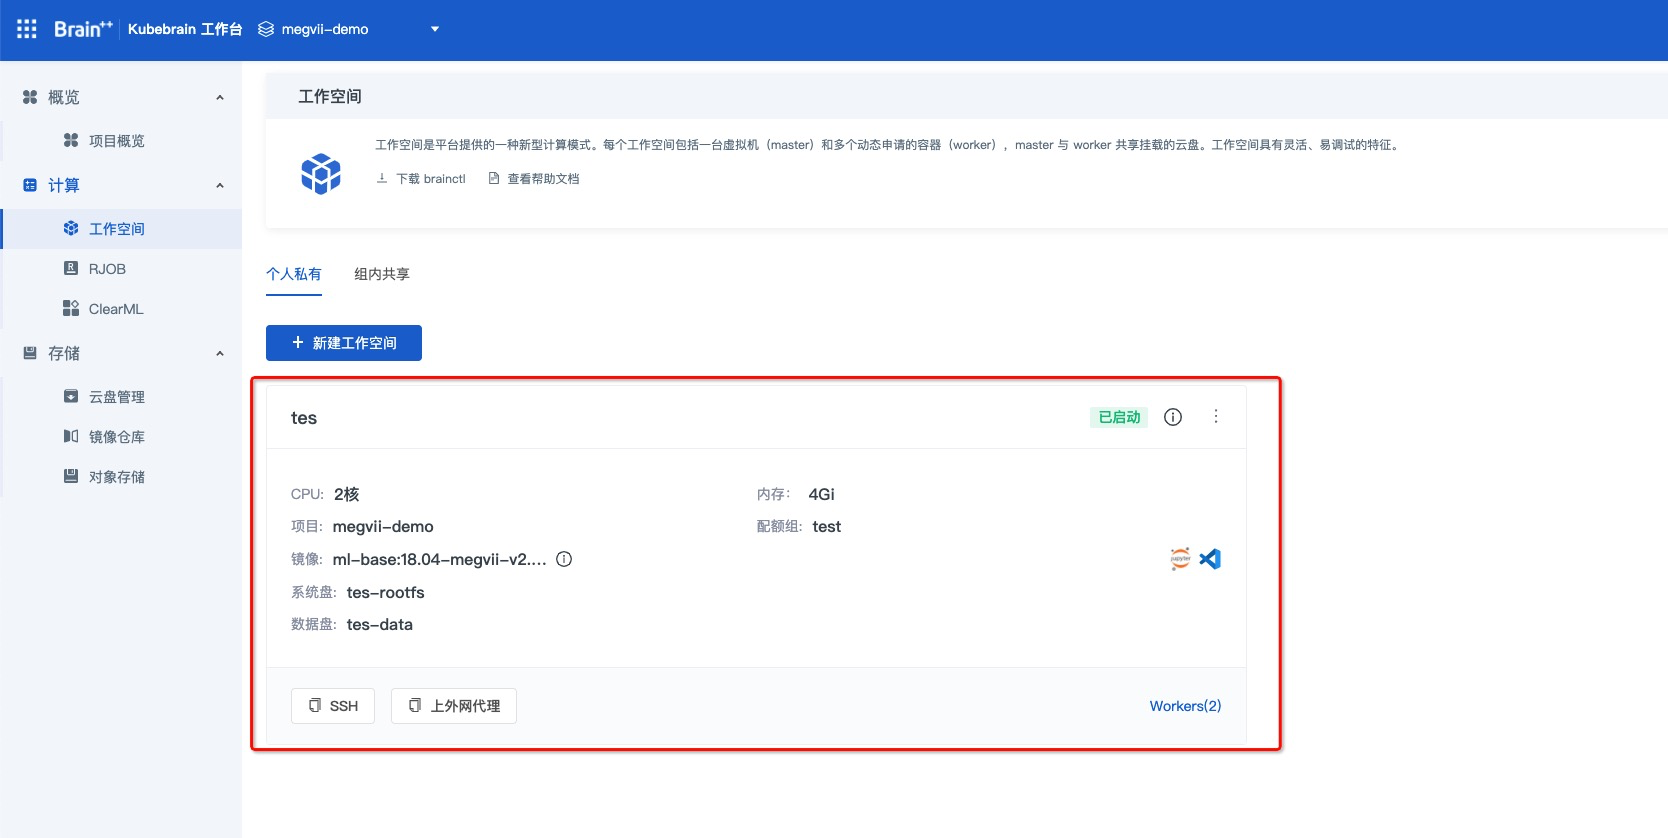 Brain++ Kubebrain 工作台 megvii-demo
概览
项目概览
计算
工作空间
RJOB
ClearML
存储
云盘管理
镜像仓库
对象存储
工作空间
工作空间是平台提供的一种新型计算模式。每个工作空间包括一台虚拟机（master）和多个动态申请的容器（worker），master 与 worker 共享挂载的云盘。工作空间具有灵活、易调试的特征。
下载 brainctl 查看帮助文档
个人私有 组内共享
+ 新建工作空间
tes 已启动
CPU: 2核 内存: 4Gi
项目: megvii-demo 配额组: test
镜像: ml-base:18.04-megvii-v2....
jupyter
系统盘: tes-rootfs
数据盘: tes-data
SSH 上外网代理 Workers(2)